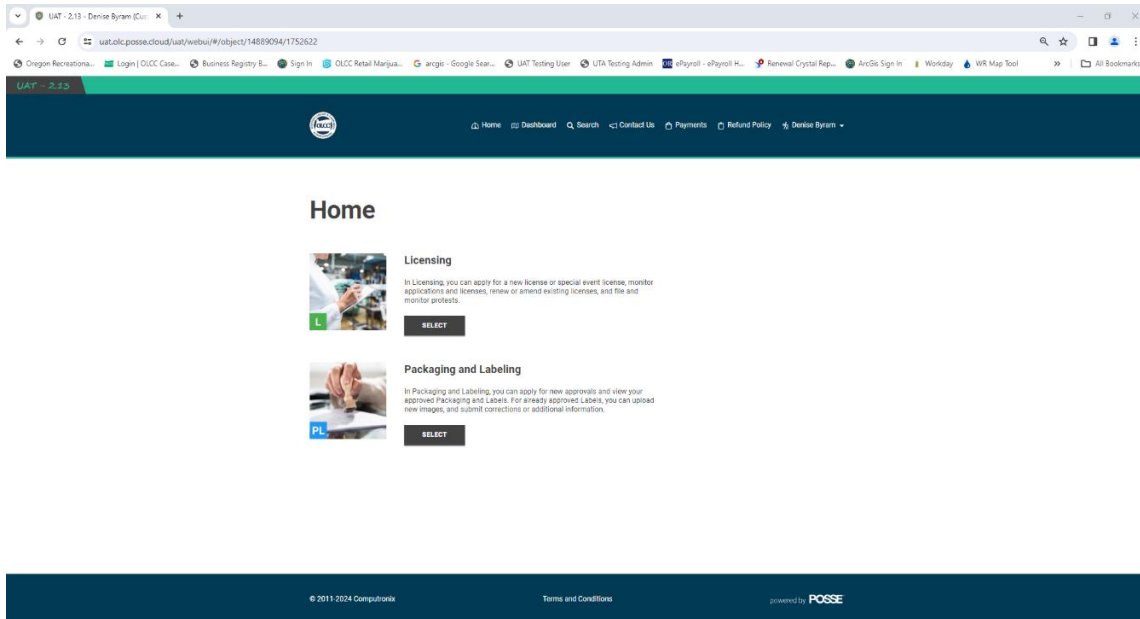 UAT - 2.13 - Denise Byram (Cus
uat.olc.posse.cloud/uat/webui/#/object/14889094/1752622
Oregon Recreationa... Login | OLCC Case... Business Registry B... Sign In OLCC Retail Marijua... arcgis - Google Sear... UAT Testing User UTA Testing Admin ePayroll - ePayroll H... Renewal Crystal Rep... ArcGis Sign In Workday WR Map Tool » All Bookmarks
UAT - 2.13
OLCC Home Dashboard Search Contact Us Payments Refund Policy Denise Byram
Home
Licensing
In Licensing, you can apply for a new license or special event license, monitor
applications and licenses, renew or amend existing licenses, and file and
monitor protests.
L
SELECT
Packaging and Labeling
In Packaging and Labeling, you can apply for new approvals and view your
approved Packaging and Labels. For already approved Labels, you can upload
new images, and submit corrections or additional information.
PL
SELECT
© 2011-2024 Computronix Terms and Conditions powered by POSSE